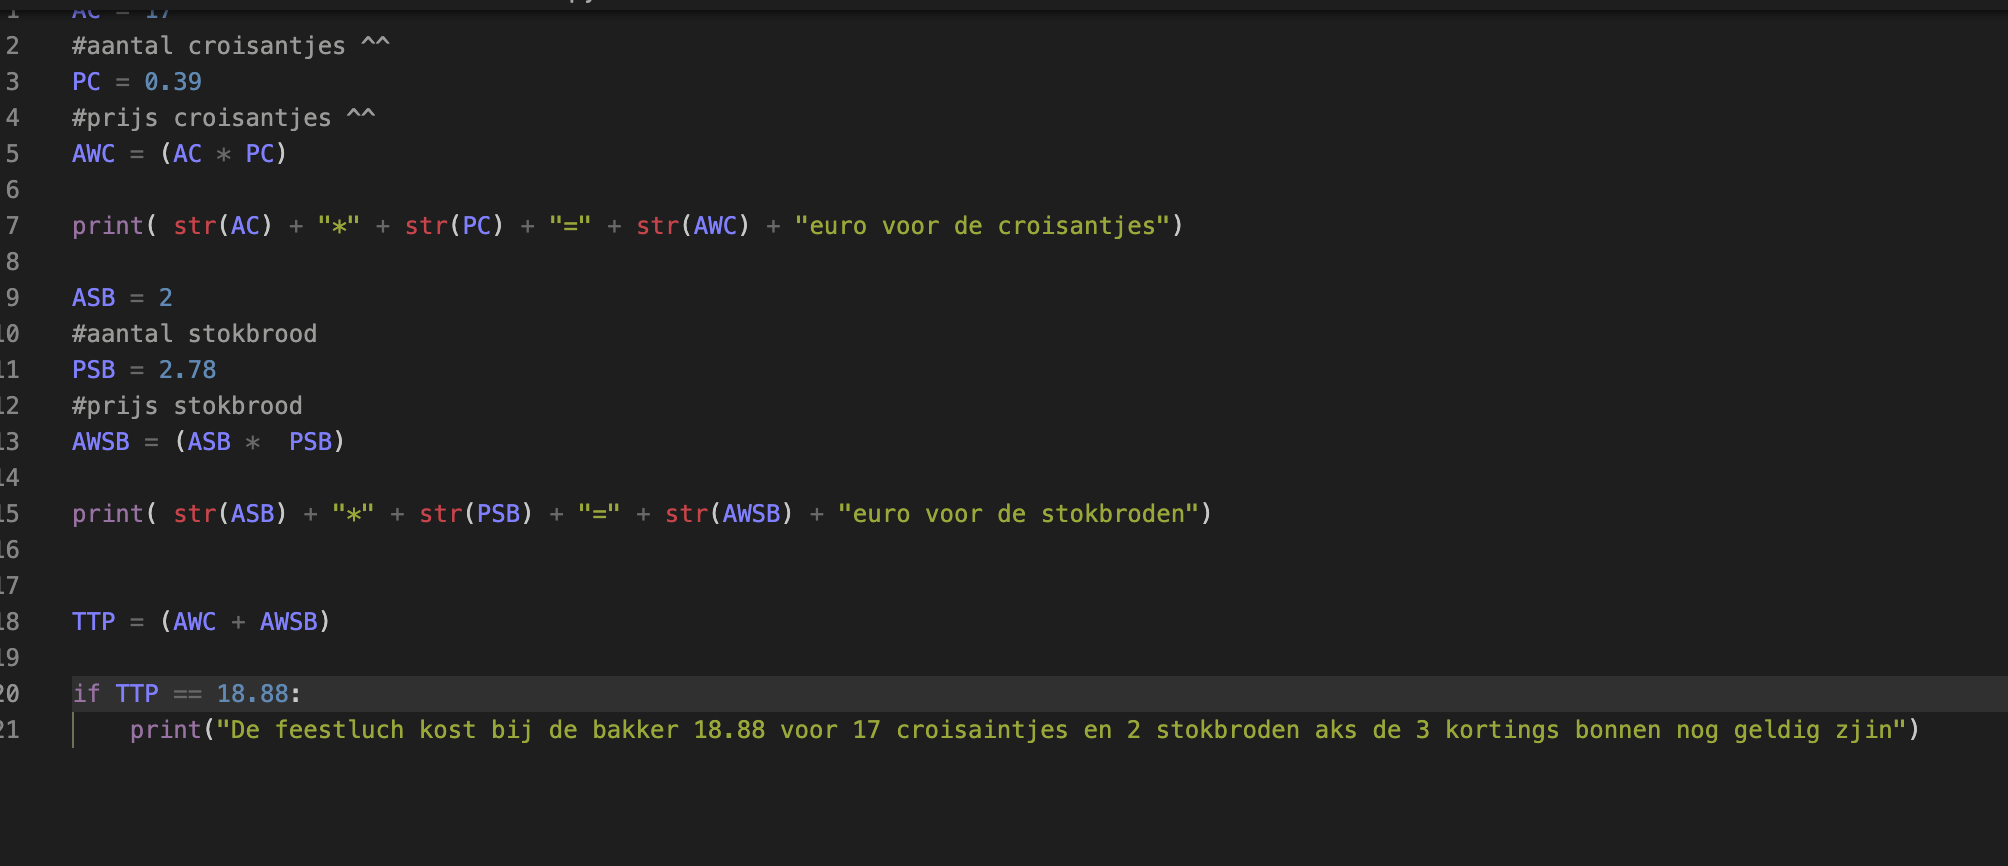 1 AC = 17
2 #aantal croisantjes ^^
3 PC = 0.39
4 #prijs croisantjes ^^
5 AWC = (AC * PC)
6
7 print( str(AC) + "*" + str(PC) + "=" + str(AWC) + "euro voor de croisantjes")
8
9 ASB = 2
10 #aantal stokbrood
11 PSB = 2.78
12 #prijs stokbrood
13 AWSB = (ASB *  PSB)
14
15 print( str(ASB) + "*" + str(PSB) + "=" + str(AWSB) + "euro voor de stokbroden")
16
17
18 TTP = (AWC + AWSB)
19
20 if TTP == 18.88:
21     print("De feestluch kost bij de bakker 18.88 voor 17 croisaintjes en 2 stokbroden aks de 3 kortings bonnen nog geldig zjin")